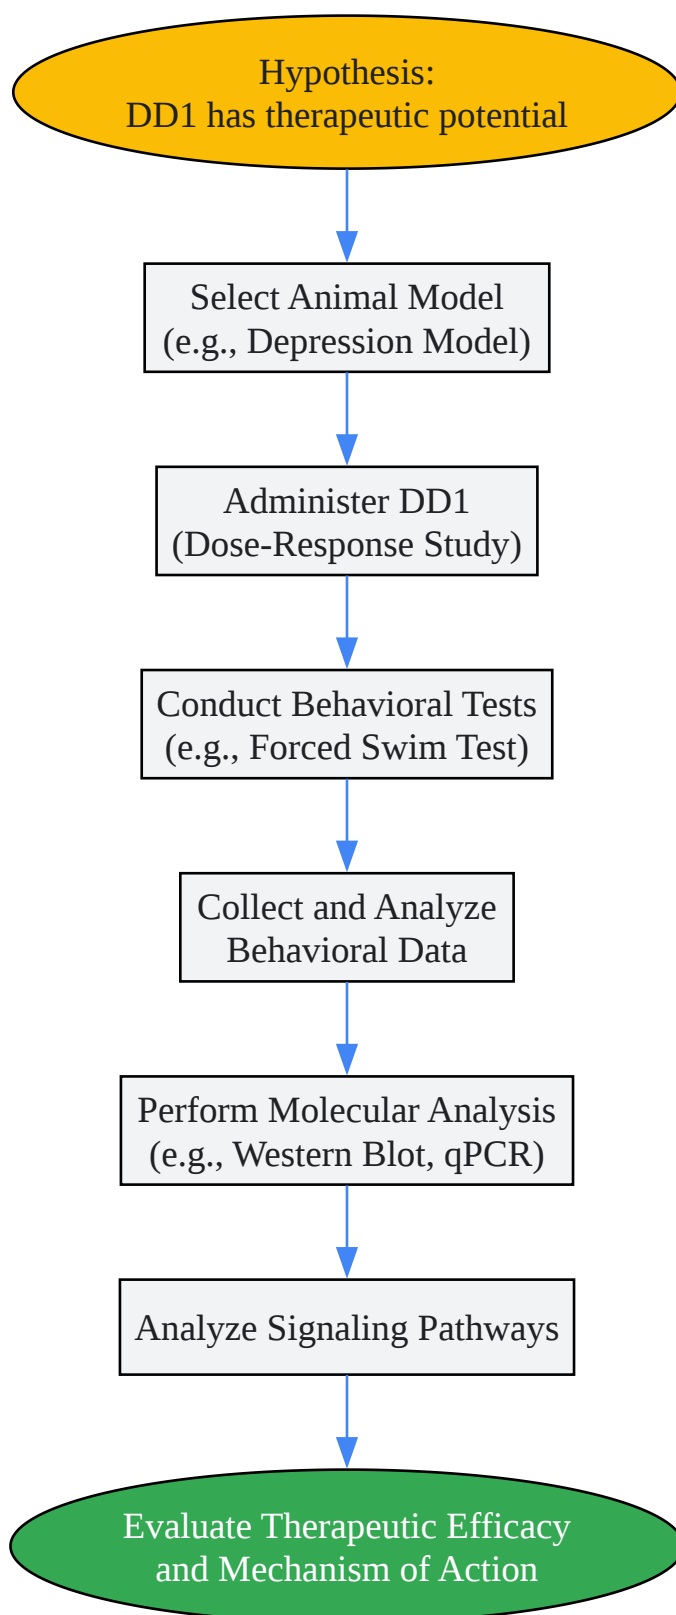 Hypothesis:
DD1 has therapeutic potential
Select Animal Model
(e.g., Depression Model)
Administer DD1
(Dose-Response Study)
Conduct Behavioral Tests
(e.g., Forced Swim Test)
Collect and Analyze
Behavioral Data
Perform Molecular Analysis
(e.g., Western Blot, qPCR)
Analyze Signaling Pathways
Evaluate Therapeutic Efficacy
and Mechanism of Action